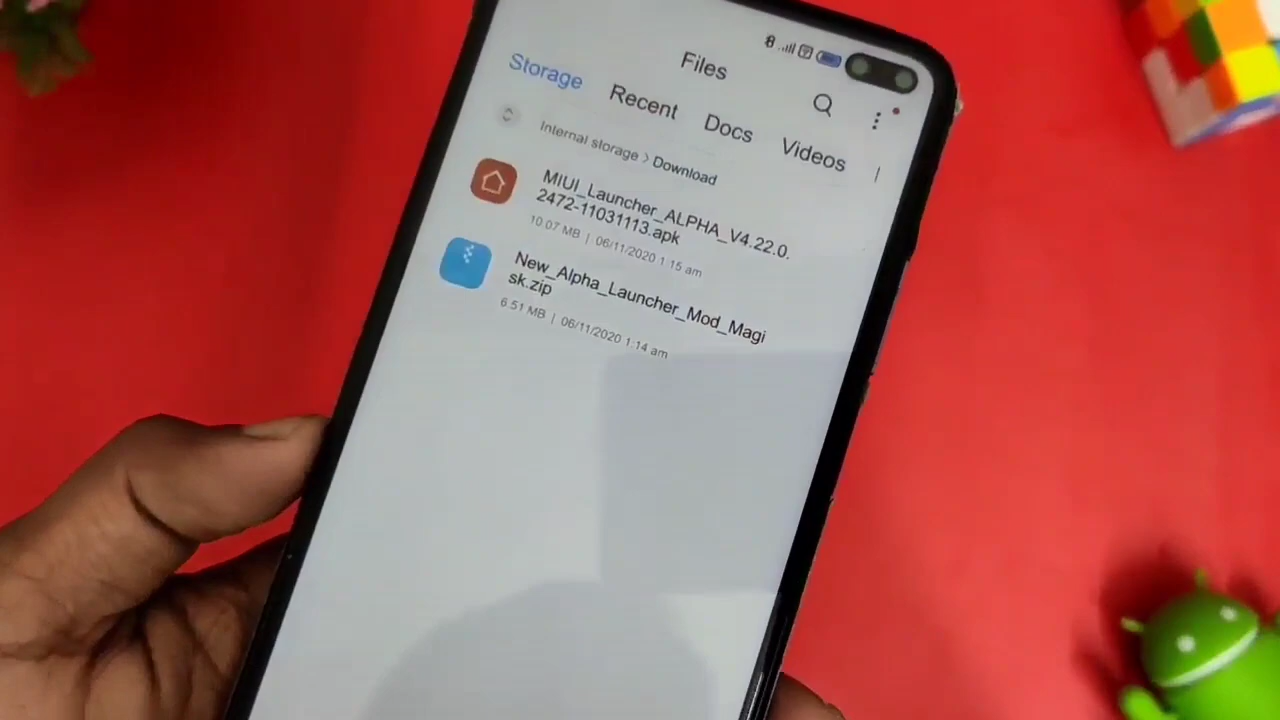 Files
Storage Recent Docs Videos
Internal storage > Download
MIUI_Launcher_ALPHA_V4.22.0.
2472-11031113.apk
10.07 MB | 06/11/2020 1:15 am
New_Alpha_Launcher_Mod_Magi
sk.zip
6.51 MB | 06/11/2020 1:14 am